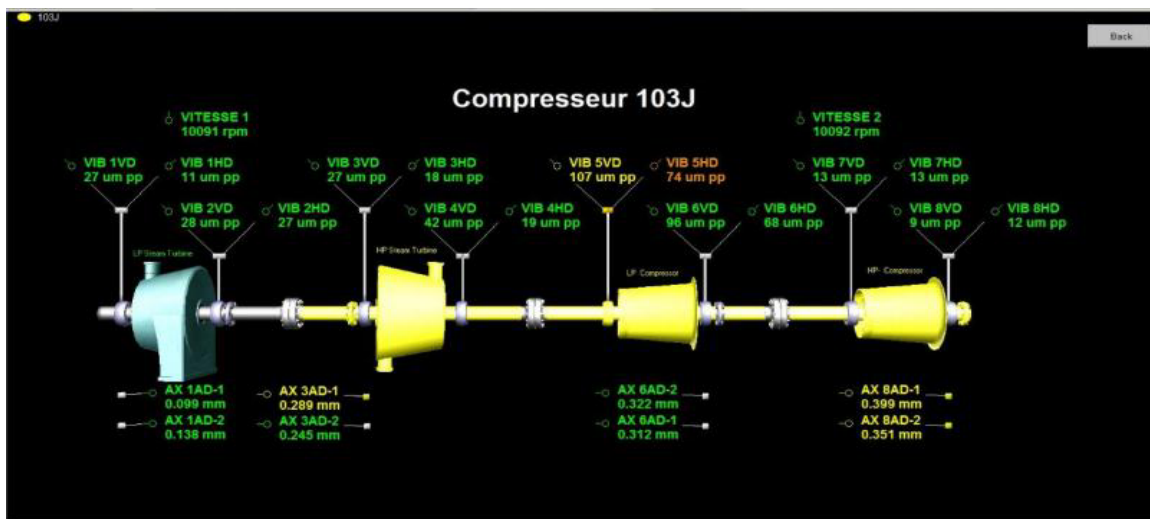 103J
Back
Compresseur 103J
VITESSE 1
10091 rpm
VITESSE 2
10092 rpm
VIB 1VD
27 um pp
VIB 1HD
11 um pp
VIB 3VD
27 um pp
VIB 3HD
18 um pp
VIB 5VD
107 um pp
VIB 5HD
74 um pp
VIB 7VD
13 um pp
VIB 7HD
13 um pp
VIB 2VD
28 um pp
VIB 2HD
27 um pp
VIB 4VD
42 um pp
VIB 4HD
19 um pp
VIB 6VD
96 um pp
VIB 6HD
68 um pp
VIB 8VD
9 um pp
VIB 8HD
12 um pp
LP Steam Turbine
HP Steam Turbine
LP Compressor
HP- Compressor
AX 1AD-1
0.099 mm
AX 3AD-1
0.289 mm
AX 6AD-2
0.322 mm
AX 8AD-1
0.399 mm
AX 1AD-2
0.138 mm
AX 3AD-2
0.245 mm
AX 6AD-1
0.312 mm
AX 8AD-2
0.351 mm